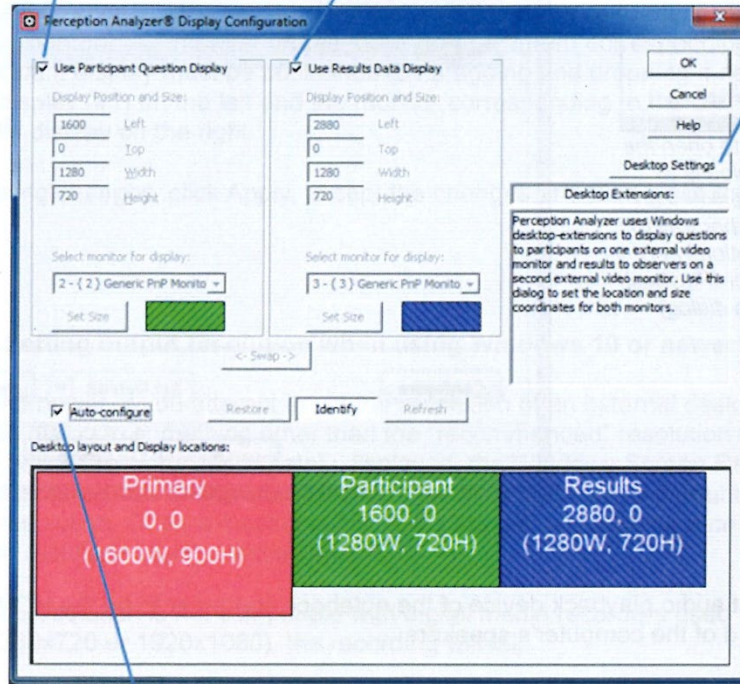 Perception Analyzer® Display Configuration
Use Participant Question Display
Display Position and Size:
1600 Left
0 Top
1280 Width
720 Height
Select monitor for display:
2 - { 2 } Generic PnP Monito
Set Size
Use Results Data Display
Display Position and Size:
2880 Left
0 Top
1280 Width
720 Height
Select monitor for display:
3 - { 3 } Generic PnP Monito
Set Size
<- Swap ->
OK
Cancel
Help
Desktop Settings
Desktop Extensions:
Perception Analyzer uses Windows
desktop-extensions to display questions
to participants on one external video
monitor and results to observers on a
second external video monitor. Use this
dialog to set the location and size
coordinates for both monitors.
Auto-configure
Restore
Identify
Refresh
Desktop layout and Display locations:
Primary
0, 0
(1600W, 900H)
Participant
1600, 0
(1280W, 720H)
Results
2880, 0
(1280W, 720H)